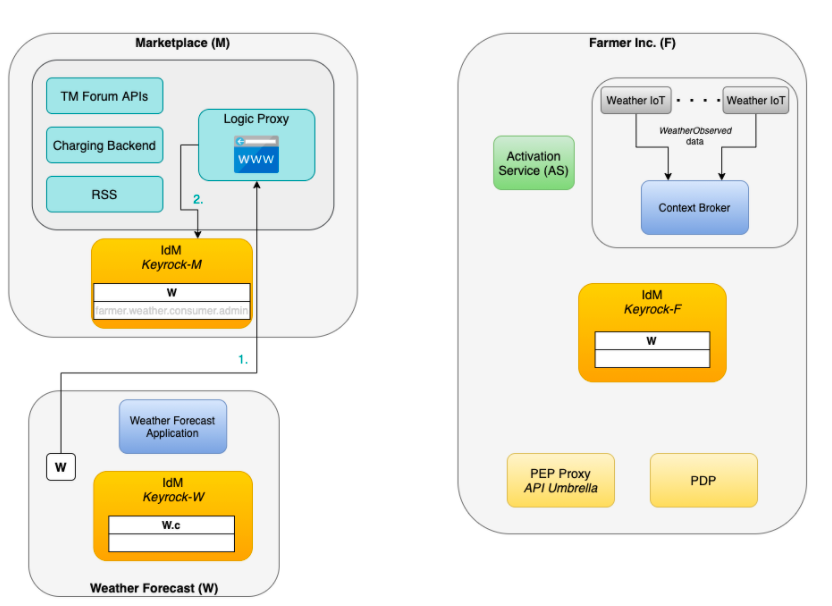 Marketplace (M)
TM Forum APIs
Charging Backend
RSS
Logic Proxy
WWW
2.
IdM
Keyrock-M
W
farmer.weather.consumer.admin
1.
Weather Forecast
Application
W
IdM
Keyrock-W
W.c
Weather Forecast (W)
Farmer Inc. (F)
Weather IoT
Weather IoT
WeatherObserved
data
Activation
Service (AS)
Context Broker
IdM
Keyrock-F
W
PEP Proxy
API Umbrella
PDP